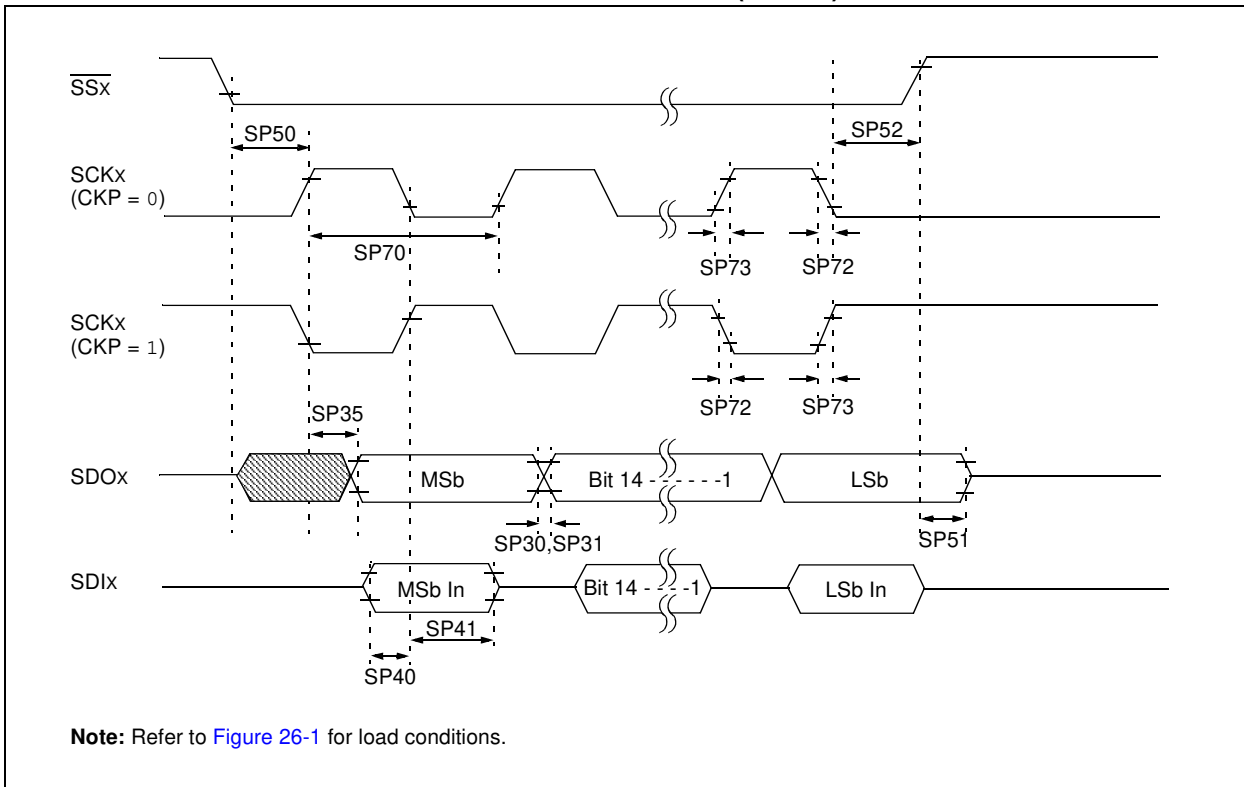 SSx
SP50
SP52
SCKx
(CKP = 0)
SP70
SP73
SP72
SCKx
(CKP = 1)
SP72
SP73
SP35
SDOx
MSb
Bit 14 - - - - - -1
LSb
SP30,SP31
SP51
SDIx
MSb In
Bit 14 - - - -1
LSb In
SP41
SP40
Note: Refer to Figure 26-1 for load conditions.